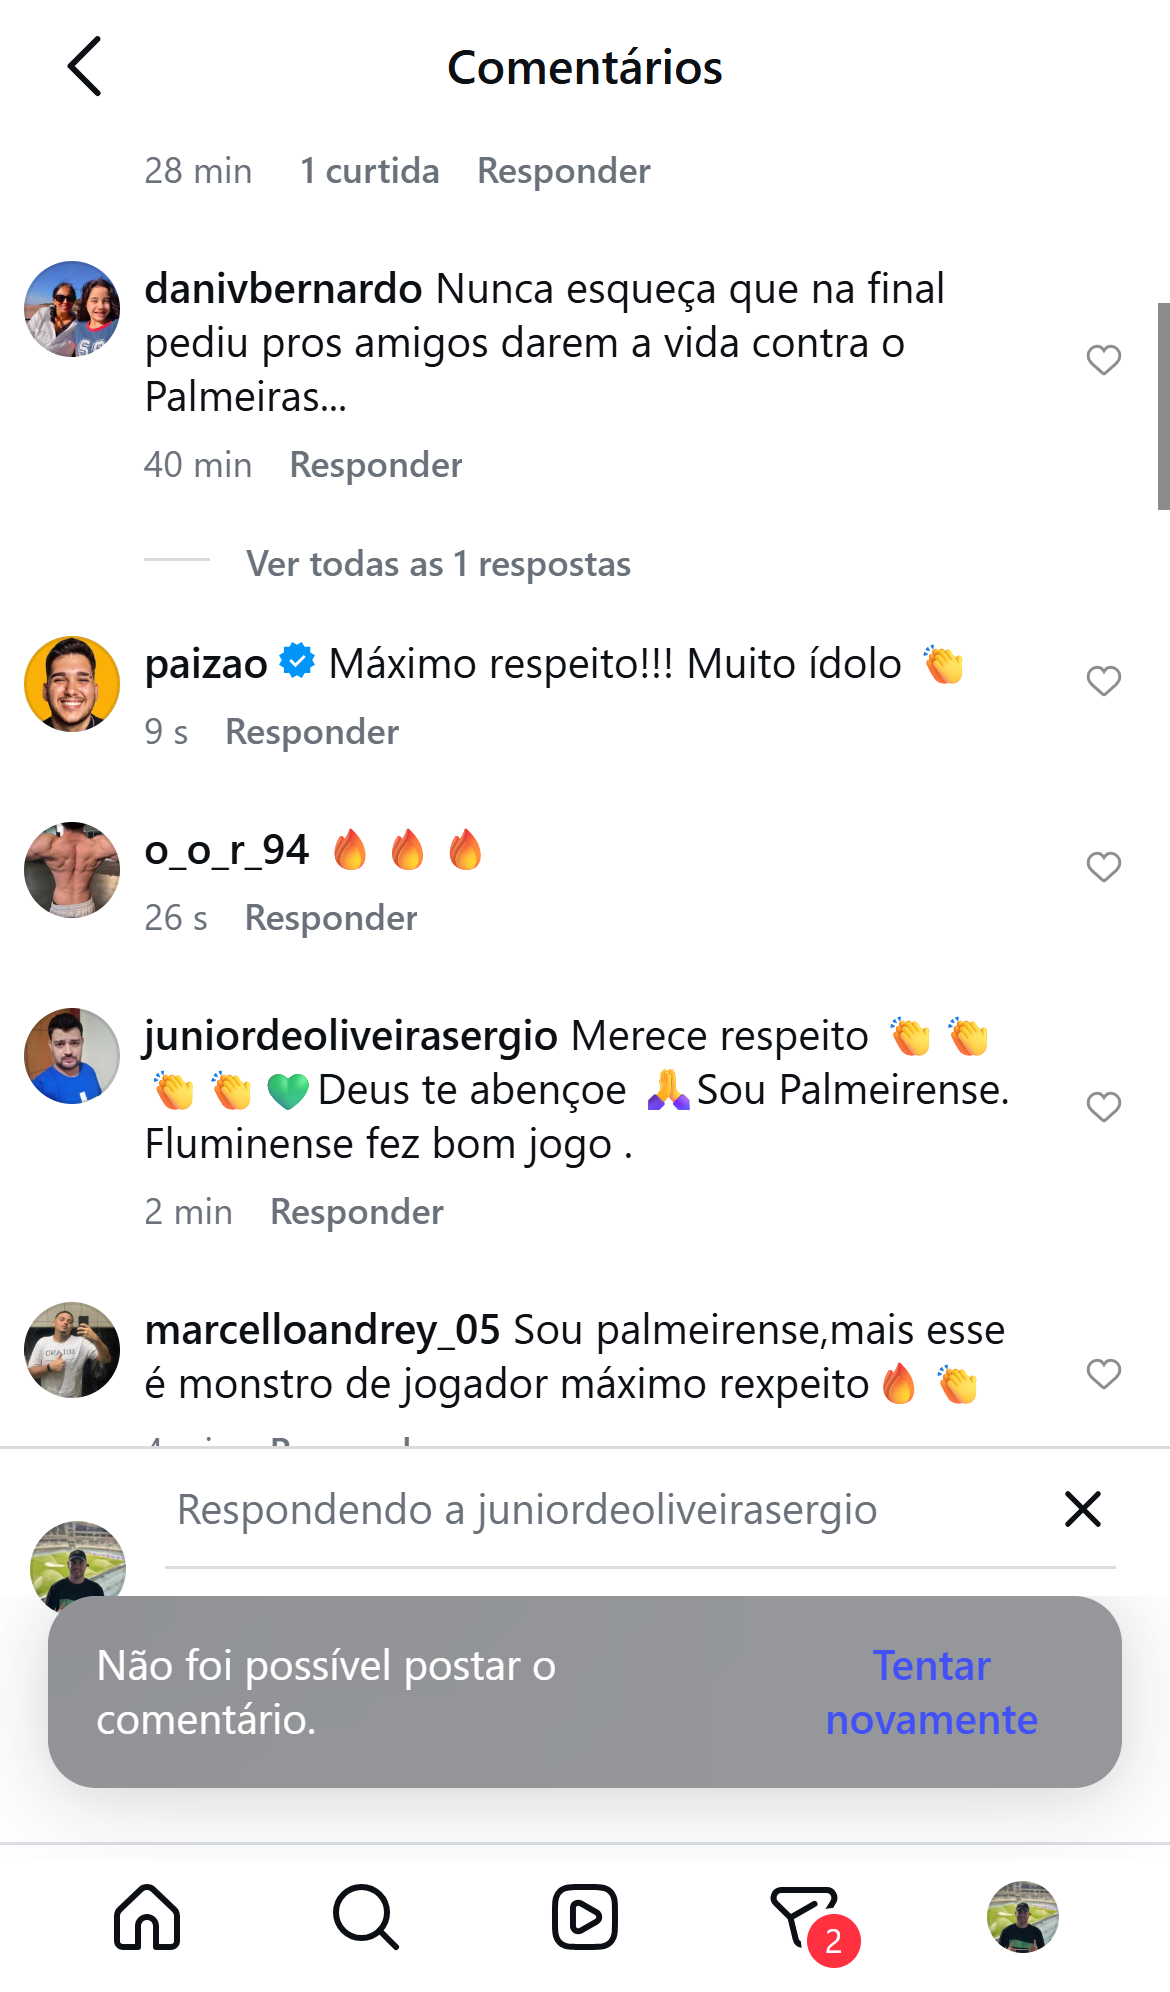 Comentários
28 min 1 curtida Responder
danivbernardo Nunca esqueça que na final
pediu pros amigos darem a vida contra o
Palmeiras...
40 min Responder
Ver todas as 1 respostas
paizao Máximo respeito!!! Muito ídolo 👏
9 s Responder
o_o_r_94 🔥🔥🔥
26 s Responder
juniordeoliveirasergio Merece respeito 👏👏
👏👏💚Deus te abençoe 🙏Sou Palmeirense.
Fluminense fez bom jogo .
2 min Responder
marcelloandrey_05 Sou palmeirense,mais esse
é monstro de jogador máximo rexpeito🔥👏
Respondendo a juniordeoliveirasergio
Não foi possível postar o
comentário.
Tentar
novamente
2